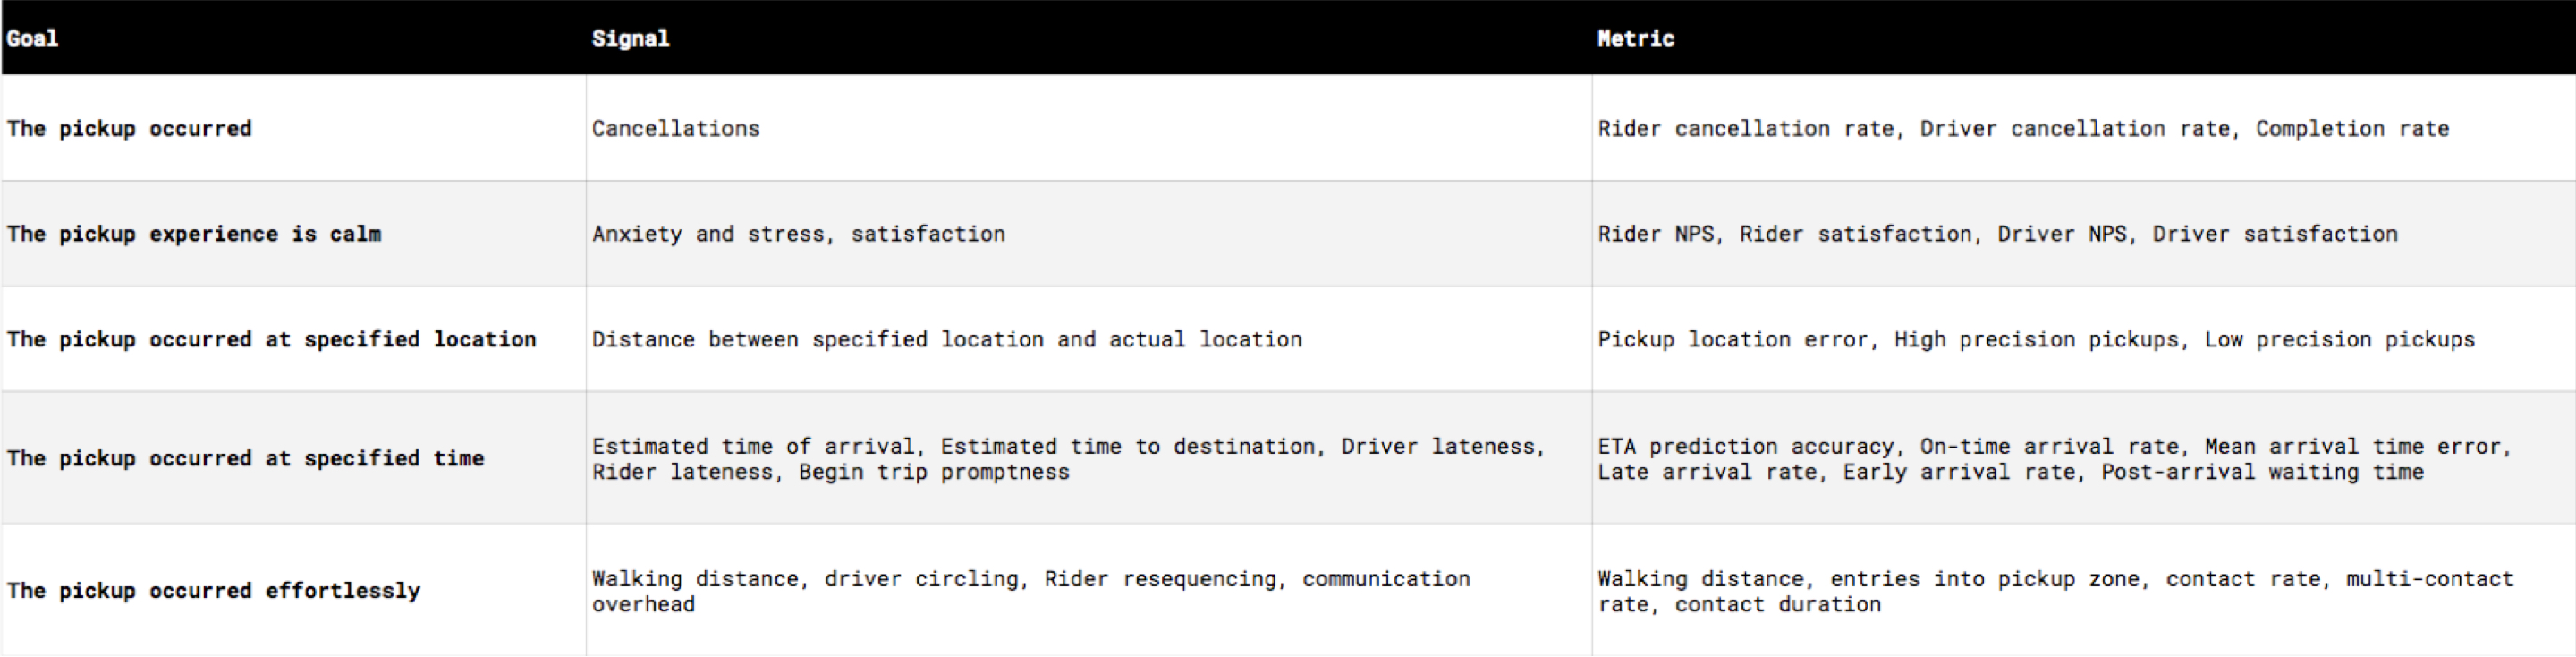 Goal Signal Metric
The pickup occurred Cancellations Rider cancellation rate, Driver cancellation rate, Completion rate
The pickup experience is calm Anxiety and stress, satisfaction Rider NPS, Rider satisfaction, Driver NPS, Driver satisfaction
The pickup occurred at specified location Distance between specified location and actual location Pickup location error, High precision pickups, Low precision pickups
The pickup occurred at specified time
Estimated time of arrival, Estimated time to destination, Driver lateness,
Rider lateness, Begin trip promptness
ETA prediction accuracy, On-time arrival rate, Mean arrival time error,
Late arrival rate, Early arrival rate, Post-arrival waiting time
The pickup occurred effortlessly
Walking distance, driver circling, Rider resequencing, communication
overhead
Walking distance, entries into pickup zone, contact rate, multi-contact
rate, contact duration